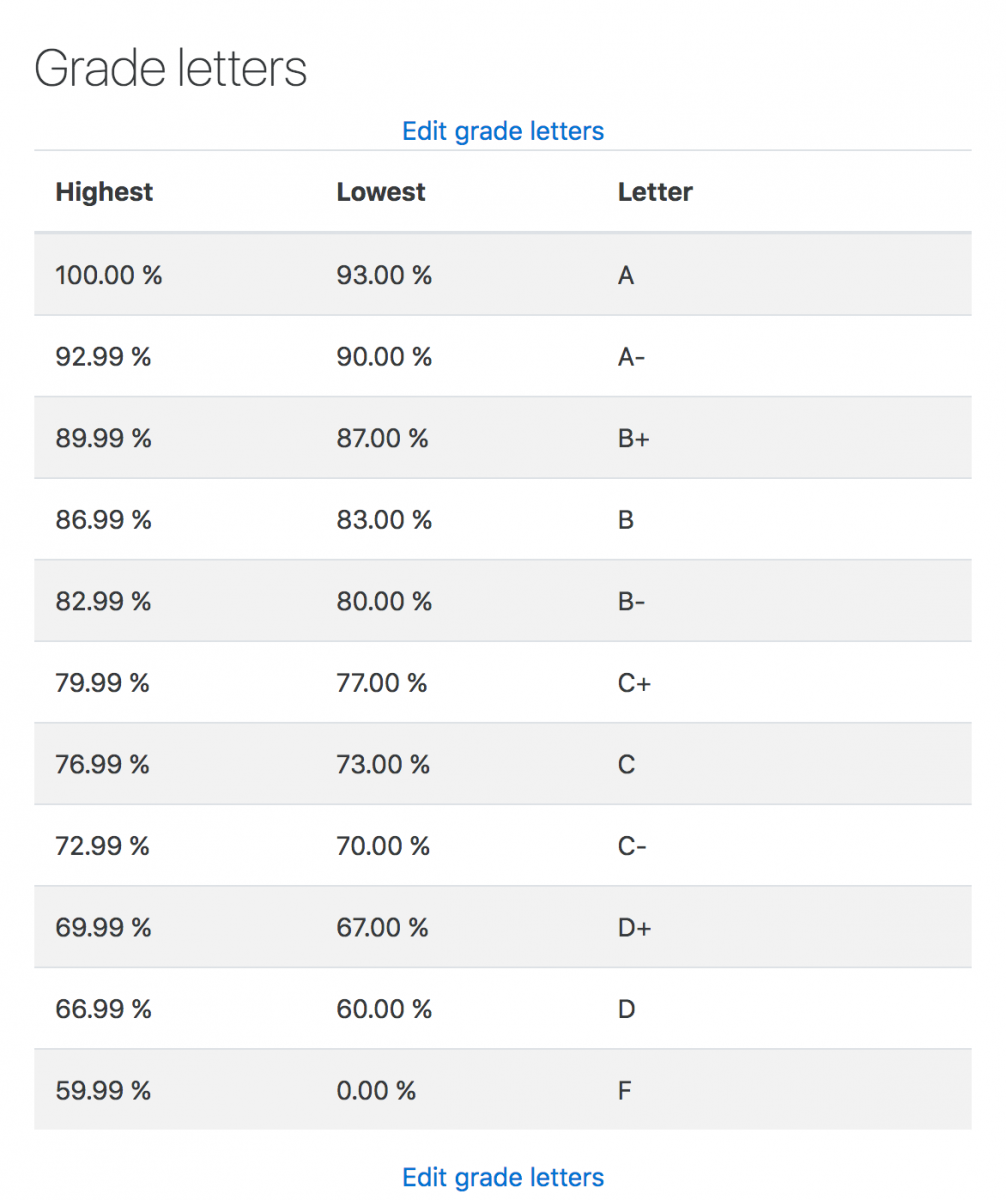 Grade letters
Edit grade letters
Highest Lowest Letter
100.00 % 93.00 % A
92.99 % 90.00 % A-
89.99 % 87.00 % B+
86.99 % 83.00 % B
82.99 % 80.00 % B-
79.99 % 77.00 % C+
76.99 % 73.00 % C
72.99 % 70.00 % C-
69.99 % 67.00 % D+
66.99 % 60.00 % D
59.99 % 0.00 % F
Edit grade letters